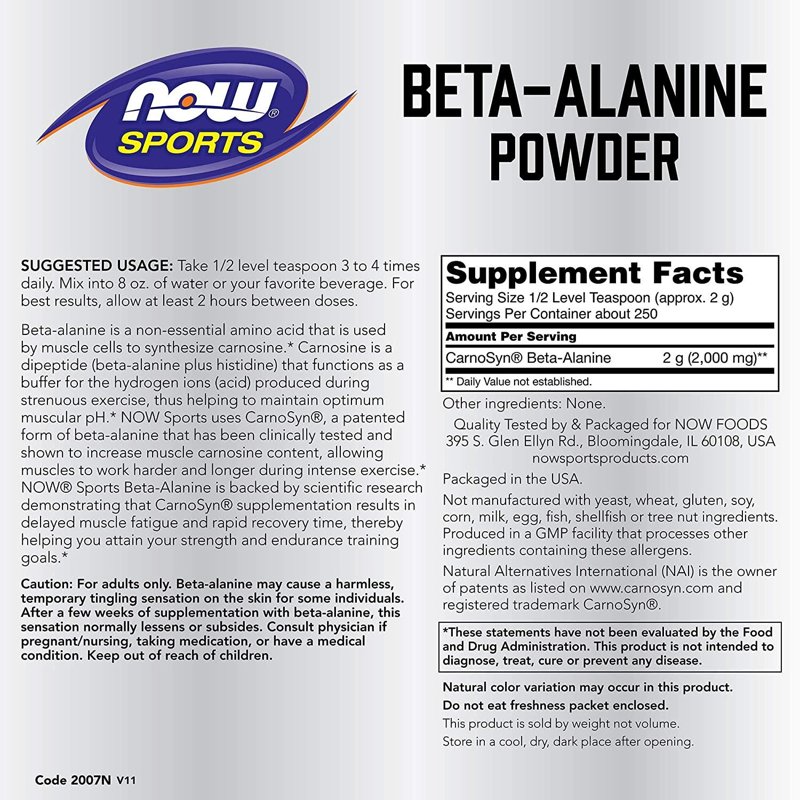 NOW®
SPORTS
BETA-ALANINE
POWDER
SUGGESTED USAGE: Take 1/2 level teaspoon 3 to 4 times
daily. Mix into 8 oz. of water or your favorite beverage. For
best results, allow at least 2 hours between doses.
Beta-alanine is a non-essential amino acid that is used
by muscle cells to synthesize carnosine.* Carnosine is a
dipeptide (beta-alanine plus histidine) that functions as a
buffer for the hydrogen ions (acid) produced during
strenuous exercise, thus helping to maintain optimum
muscular pH.* NOW Sports uses CarnoSyn®, a patented
form of beta-alanine that has been clinically tested and
shown to increase muscle carnosine content, allowing
muscles to work harder and longer during intense exercise.*
NOW® Sports Beta-Alanine is backed by scientific research
demonstrating that CarnoSyn® supplementation results in
delayed muscle fatigue and rapid recovery time, thereby
helping you attain your strength and endurance training
goals.*
Caution: For adults only. Beta-alanine may cause a harmless,
temporary tingling sensation on the skin for some individuals.
After a few weeks of supplementation with beta-alanine, this
sensation normally lessens or subsides. Consult physician if
pregnant/nursing, taking medication, or have a medical
condition. Keep out of reach of children.
Code 2007N V11
Supplement Facts
Serving Size 1/2 Level Teaspoon (approx. 2 g)
Servings Per Container about 250
Amount Per Serving
CarnoSyn® Beta-Alanine 2 g (2,000 mg)**
** Daily Value not established.
Other ingredients: None.
Quality Tested by & Packaged for NOW FOODS
395 S. Glen Ellyn Rd., Bloomingdale, IL 60108, USA
nowsportsproducts.com
Packaged in the USA.
Not manufactured with yeast, wheat, gluten, soy,
corn, milk, egg, fish, shellfish or tree nut ingredients.
Produced in a GMP facility that processes other
ingredients containing these allergens.
Natural Alternatives International (NAI) is the owner
of patents as listed on www.carnosyn.com and
registered trademark CarnoSyn®.
*These statements have not been evaluated by the Food
and Drug Administration. This product is not intended to
diagnose, treat, cure or prevent any disease.
Natural color variation may occur in this product.
Do not eat freshness packet enclosed.
This product is sold by weight not volume.
Store in a cool, dry, dark place after opening.